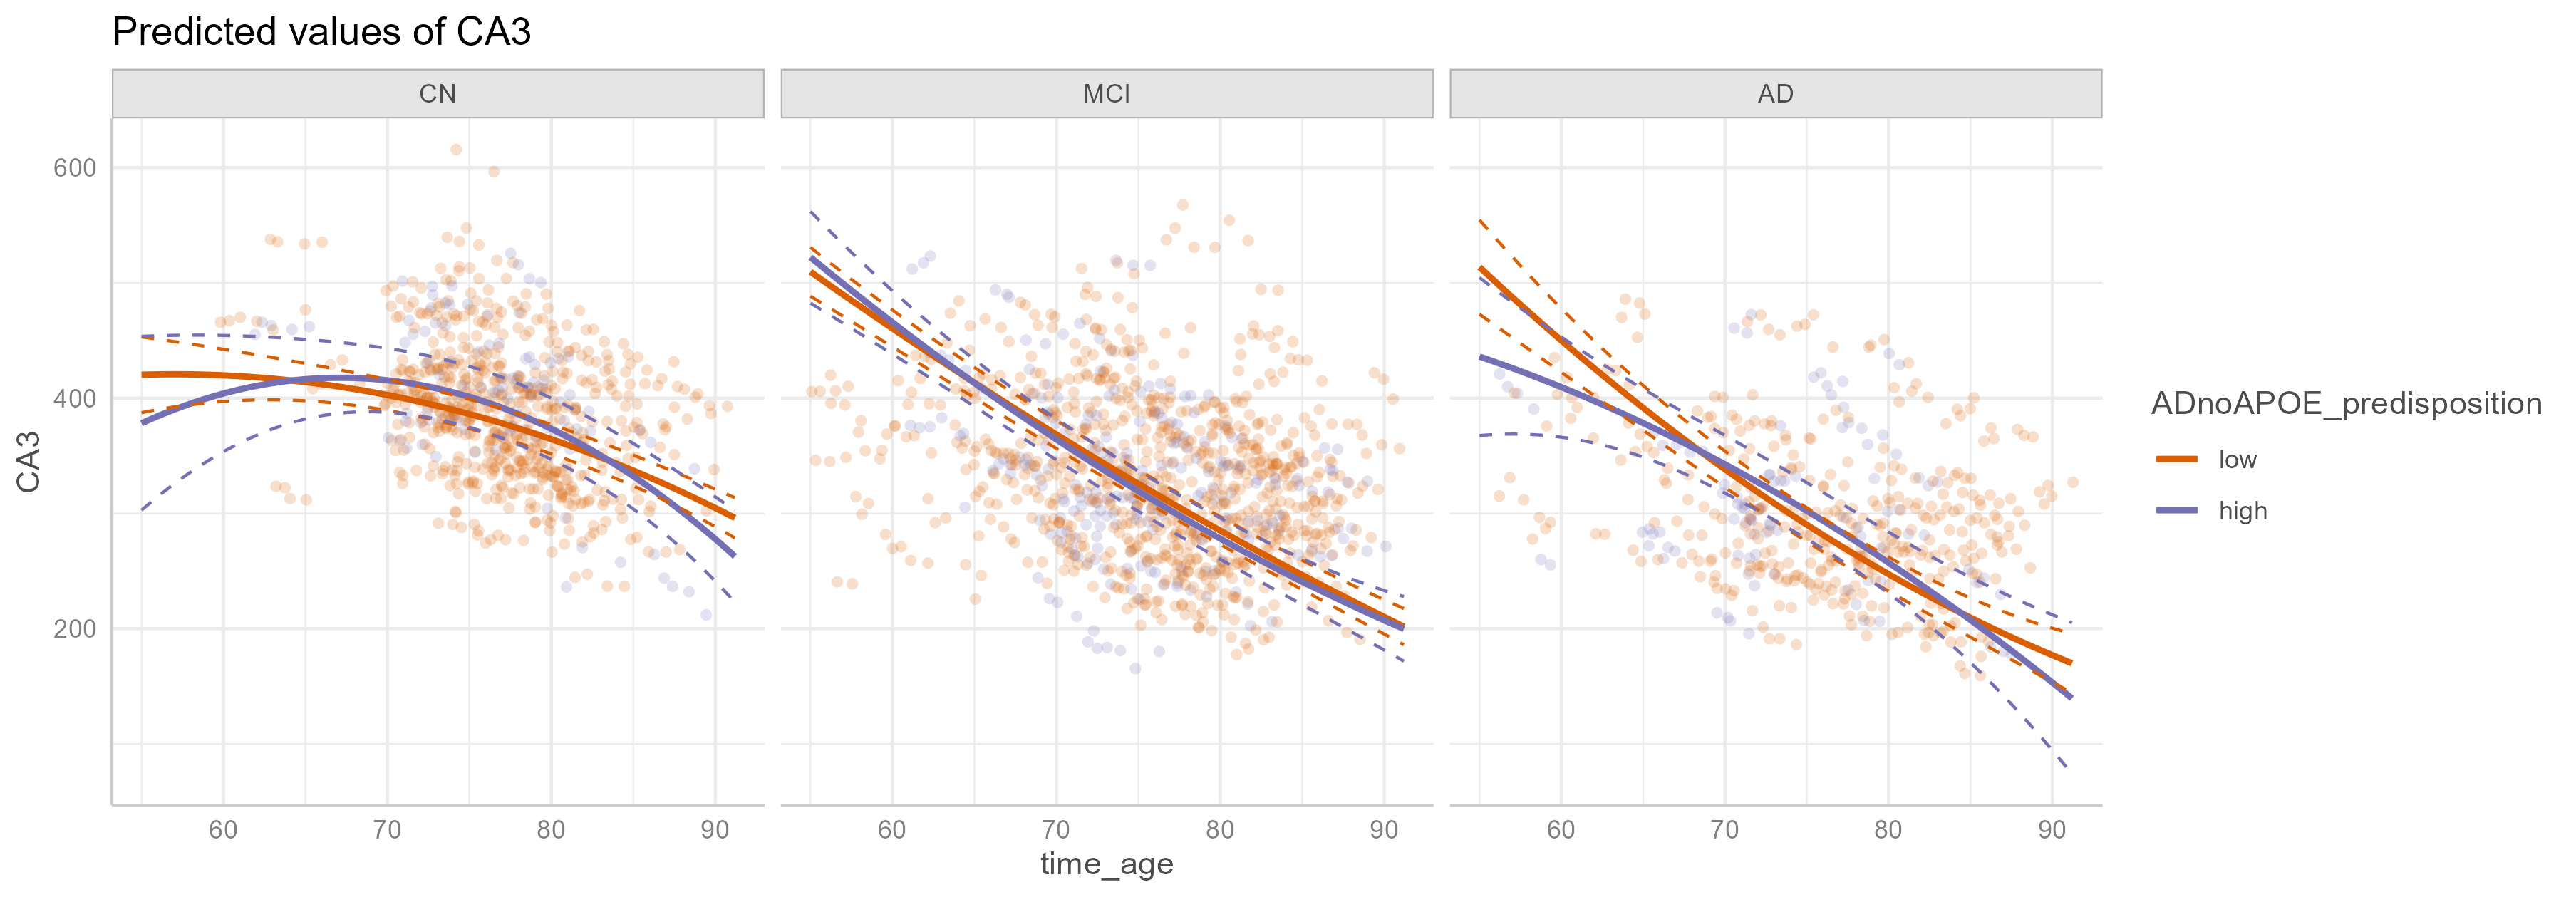 Predicted values of CA3
CN
MCI
AD
600
400
200
CA3
60 70 80 90
60 70 80 90
60 70 80 90
time_age
ADnoAPOE_predisposition
low
high